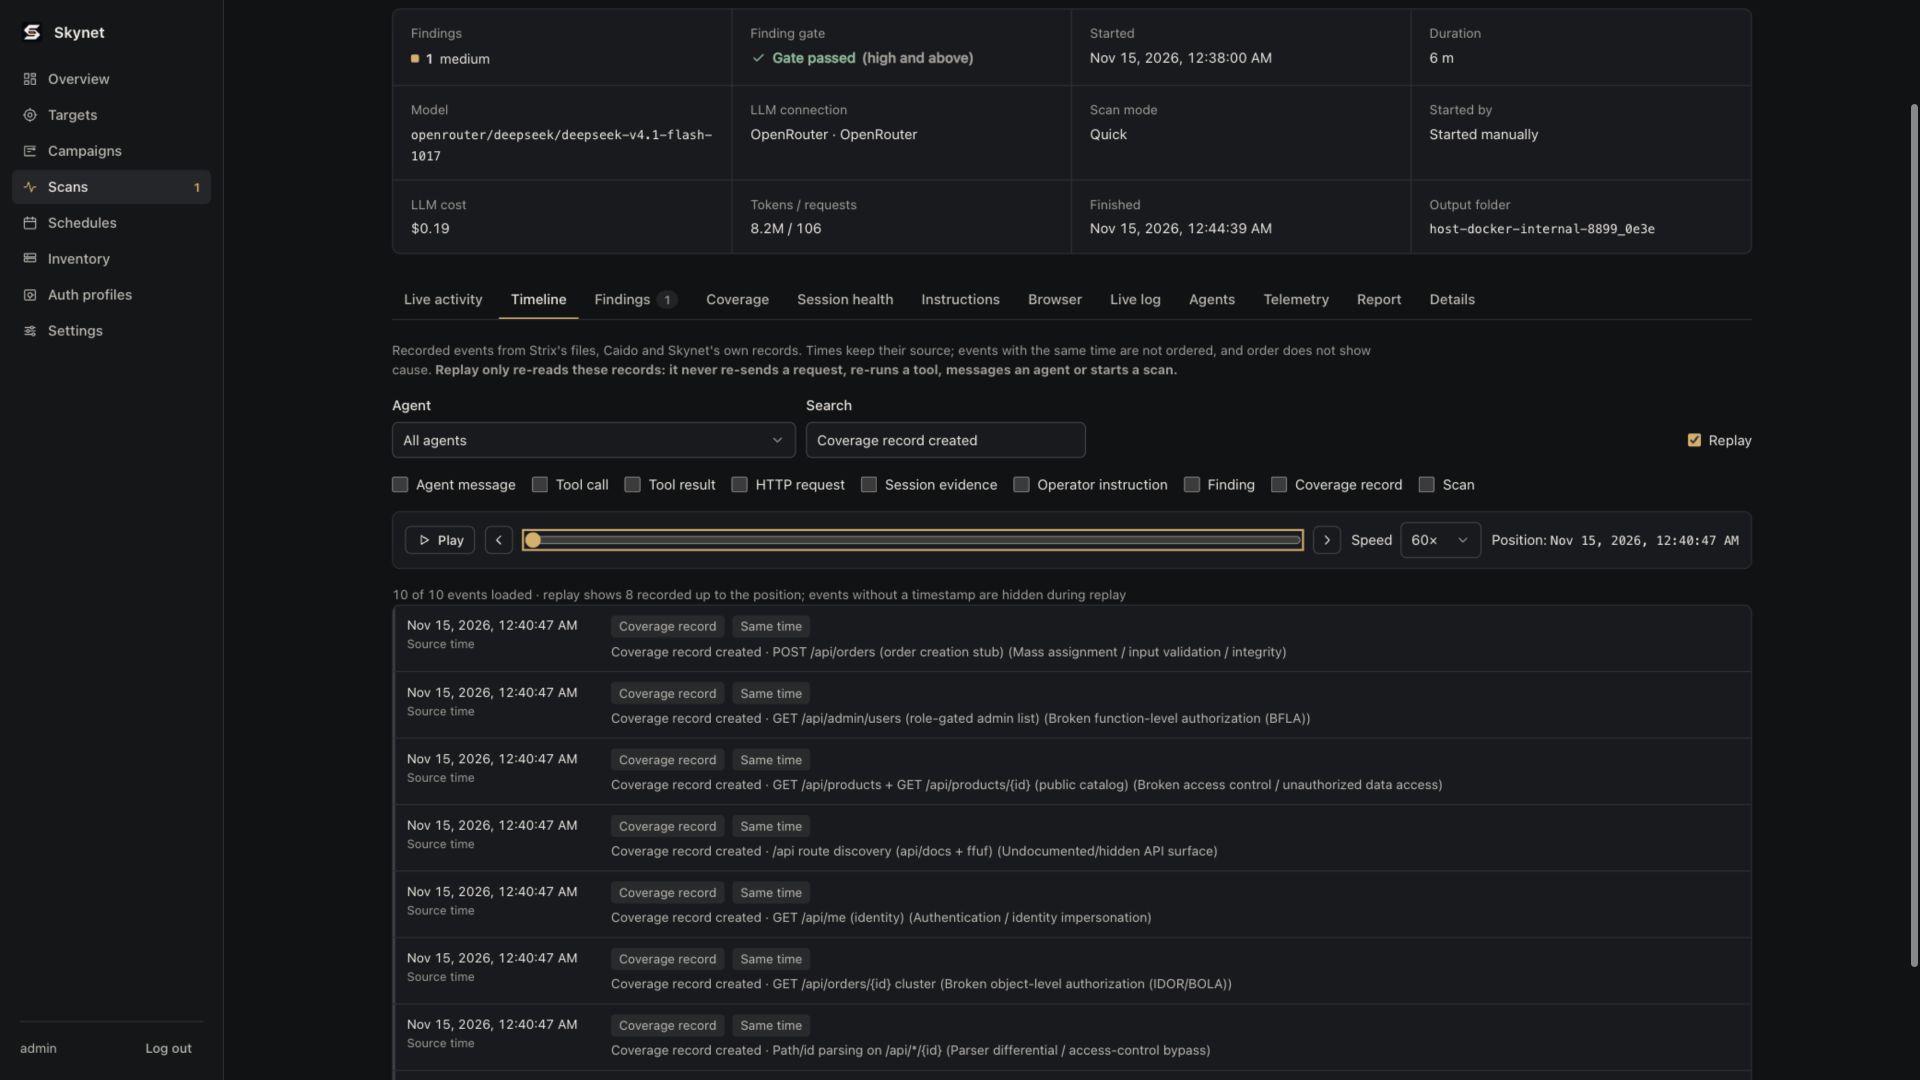 Skynet
Overview
Targets
Campaigns
Scans 1
Schedules
Inventory
Auth profiles
Settings
admin Log out
Findings
1 medium
Finding gate
Gate passed (high and above)
Started
Nov 15, 2026, 12:38:00 AM
Duration
6 m
Model
openrouter/deepseek/deepseek-v4.1-flash-
1017
LLM connection
OpenRouter · OpenRouter
Scan mode
Quick
Started by
Started manually
LLM cost
$0.19
Tokens / requests
8.2M / 106
Finished
Nov 15, 2026, 12:44:39 AM
Output folder
host-docker-internal-8899_0e3e
Live activity Timeline Findings 1 Coverage Session health Instructions Browser Live log Agents Telemetry Report Details
Recorded events from Strix's files, Caido and Skynet's own records. Times keep their source; events with the same time are not ordered, and order does not show
cause. Replay only re-reads these records: it never re-sends a request, re-runs a tool, messages an agent or starts a scan.
Agent Search
All agents Coverage record created Replay
Agent message Tool call Tool result HTTP request Session evidence Operator instruction Finding Coverage record Scan
Play Speed 60× Position: Nov 15, 2026, 12:40:47 AM
10 of 10 events loaded · replay shows 8 recorded up to the position; events without a timestamp are hidden during replay
Nov 15, 2026, 12:40:47 AM Coverage record Same time
Source time
Coverage record created · POST /api/orders (order creation stub) (Mass assignment / input validation / integrity)
Nov 15, 2026, 12:40:47 AM Coverage record Same time
Source time
Coverage record created · GET /api/admin/users (role-gated admin list) (Broken function-level authorization (BFLA))
Nov 15, 2026, 12:40:47 AM Coverage record Same time
Source time
Coverage record created · GET /api/products + GET /api/products/{id} (public catalog) (Broken access control / unauthorized data access)
Nov 15, 2026, 12:40:47 AM Coverage record Same time
Source time
Coverage record created · /api route discovery (api/docs + ffuf) (Undocumented/hidden API surface)
Nov 15, 2026, 12:40:47 AM Coverage record Same time
Source time
Coverage record created · GET /api/me (identity) (Authentication / identity impersonation)
Nov 15, 2026, 12:40:47 AM Coverage record Same time
Source time
Coverage record created · GET /api/orders/{id} cluster (Broken object-level authorization (IDOR/BOLA))
Nov 15, 2026, 12:40:47 AM Coverage record Same time
Source time
Coverage record created · Path/id parsing on /api/*/{id} (Parser differential / access-control bypass)